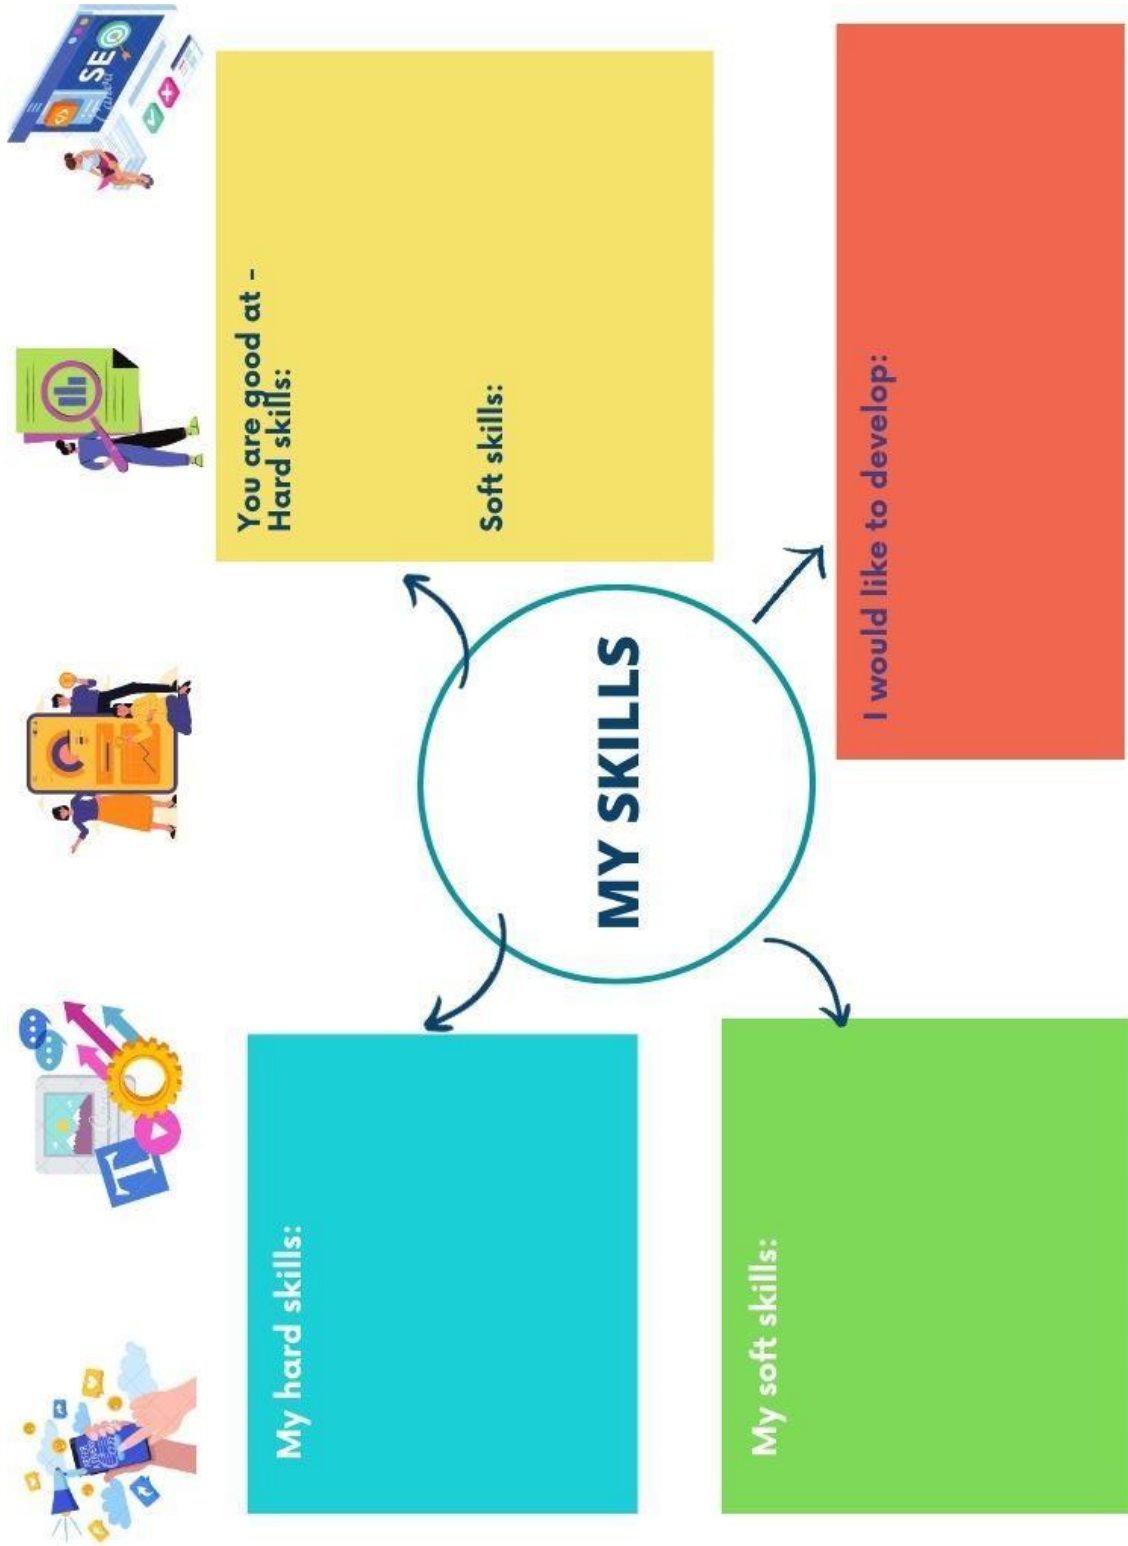 SEO
T
My hard skills:
You are good at -
Hard skills:
Soft skills:
MY SKILLS
My soft skills:
I would like to develop: